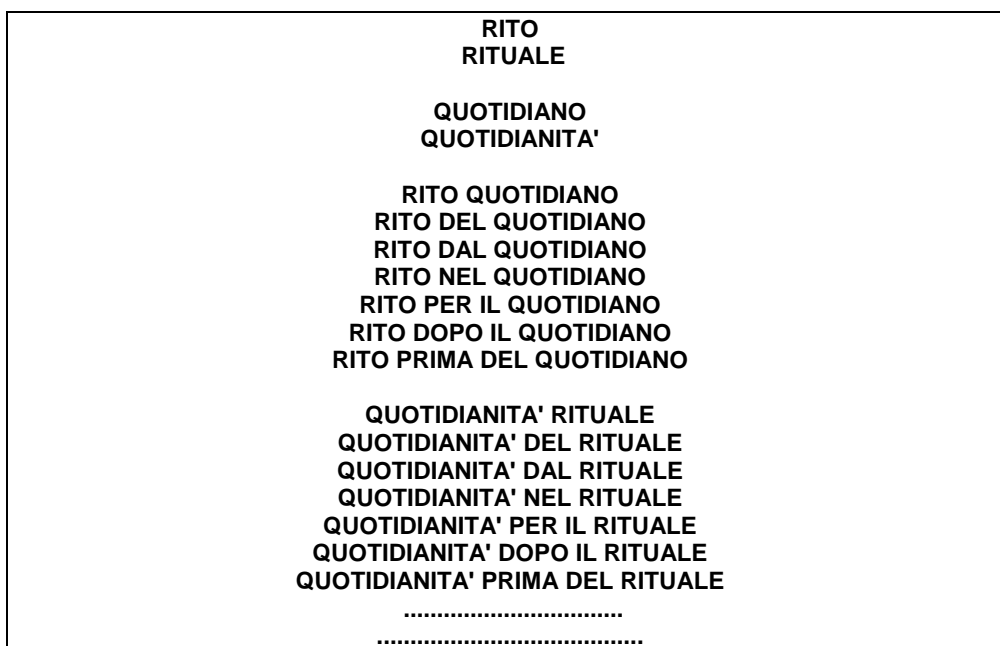 RITO
RITUALE
QUOTIDIANO
QUOTIDIANITA'
RITO QUOTIDIANO
RITO DEL QUOTIDIANO
RITO DAL QUOTIDIANO
RITO NEL QUOTIDIANO
RITO PER IL QUOTIDIANO
RITO DOPO IL QUOTIDIANO
RITO PRIMA DEL QUOTIDIANO
QUOTIDIANITA' RITUALE
QUOTIDIANITA' DEL RITUALE
QUOTIDIANITA' DAL RITUALE
QUOTIDIANITA' NEL RITUALE
QUOTIDIANITA' PER IL RITUALE
QUOTIDIANITA' DOPO IL RITUALE
QUOTIDIANITA' PRIMA DEL RITUALE
.................................
........................................